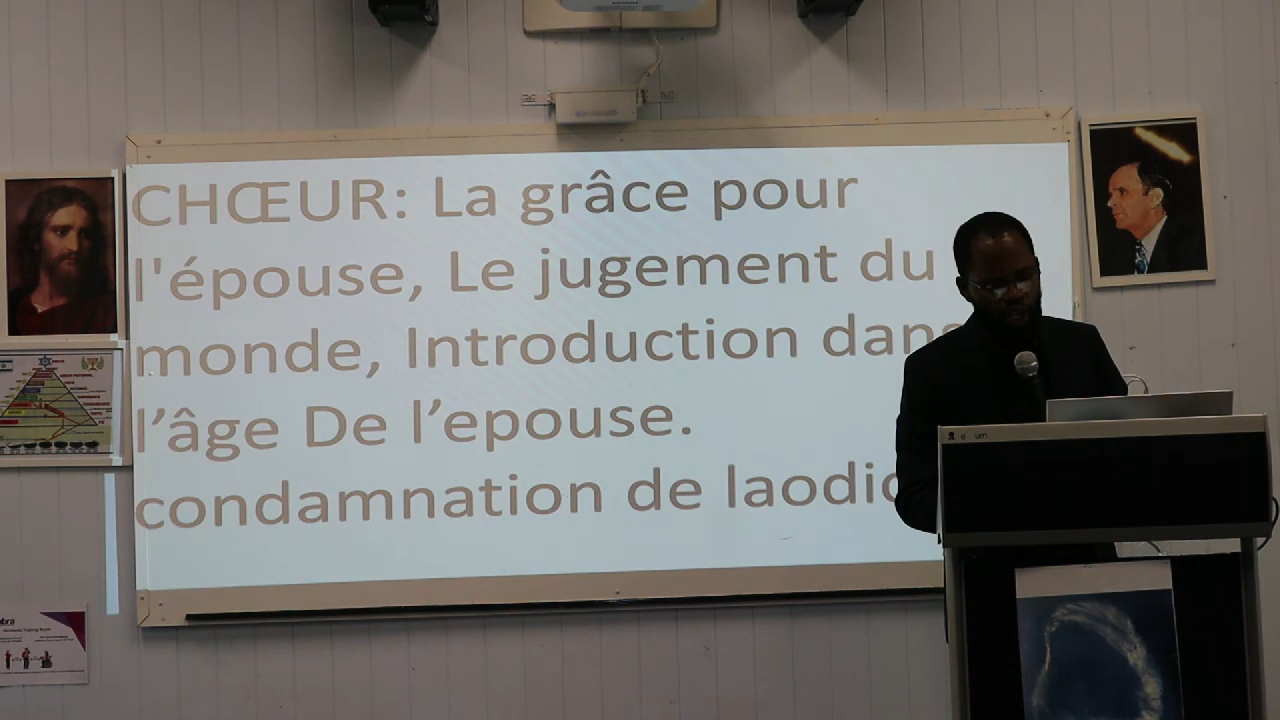 CHŒUR: La grâce pour
l'épouse, Le jugement du
monde, Introduction dans
l’âge De l’epouse.
condamnation de laodic